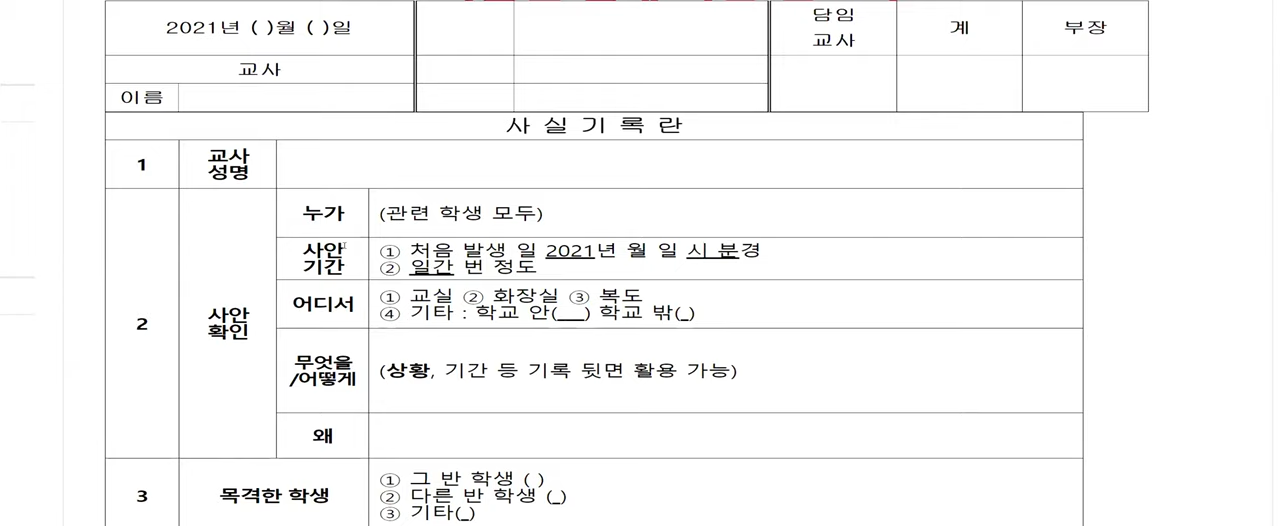 2021년 ( )월 ( )일
담임
교사
계
부장
교사
이름
사 실 기 록 란
1
교사
성명
2
사안
확인
누가
(관련 학생 모두)
사안
기간
① 처음 발생 일 2021년 월 일 시 분경
② 일간 번 정도
어디서
① 교실 ② 화장실 ③ 복도
④ 기타 : 학교 안(___) 학교 밖(_)
무엇을
/어떻게
(상황, 기간 등 기록 뒷면 활용 가능)
왜
3
목격한 학생
① 그 반 학생 ( )
② 다른 반 학생 (_)
③ 기타(_)